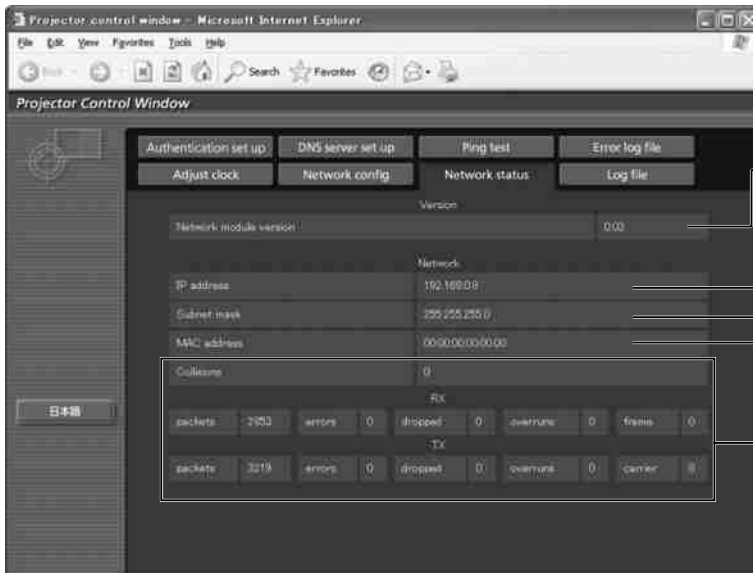 Projector control window - Microsoft Internet Explorer
File Edit View Favorites Tools Help
Back Search Favorites
Projector Control Window
Authentication set up DNS server set up Ping test Error log file
Adjust clock Network config Network status Log file
Version
Network module version 0.02
Network
IP address 192.168.0.9
Subnet mask 255.255.255.0
MAC address 00:00:00:00:00:00
Collisions 0
RX
packets 2953 errors 0 dropped 0 overruns 0 frame 0
TX
packets 3219 errors 0 dropped 0 overruns 0 carrier 0
日本語